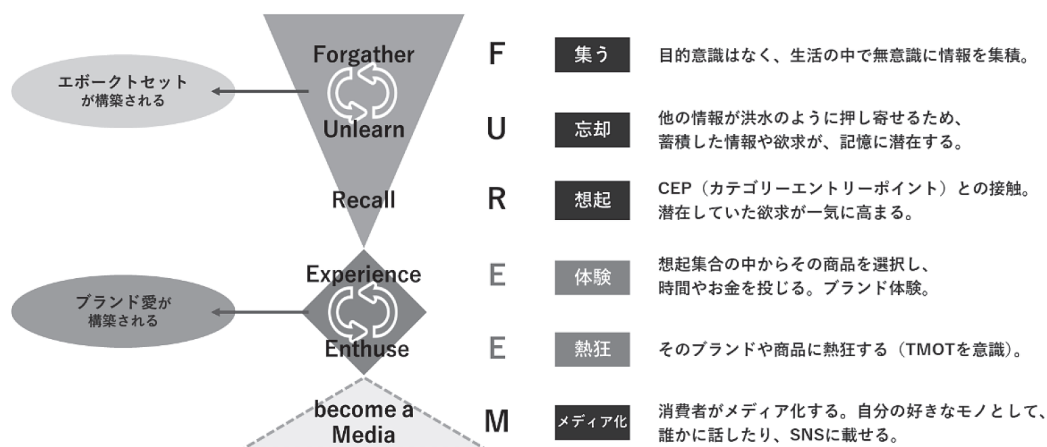 Forgather
エボークトセット
が構築される
Unlearn
Recall
Experience
ブランド愛が
構築される
Enthuse
become a
Media
F
集う
目的意識はなく、生活の中で無意識に情報を集積。
U
忘却
他の情報が洪水のように押し寄せるため、
蓄積した情報や欲求が、記憶に潜在する。
R
想起
CEP（カテゴリーエントリーポイント）との接触。
潜在していた欲求が一気に高まる。
E
体験
想起集合の中からその商品を選択し、
時間やお金を投じる。ブランド体験。
E
熱狂
そのブランドや商品に熱狂する（TMOTを意識）。
M
メディア化
消費者がメディア化する。自分の好きなモノとして、
誰かに話したり、SNSに載せる。